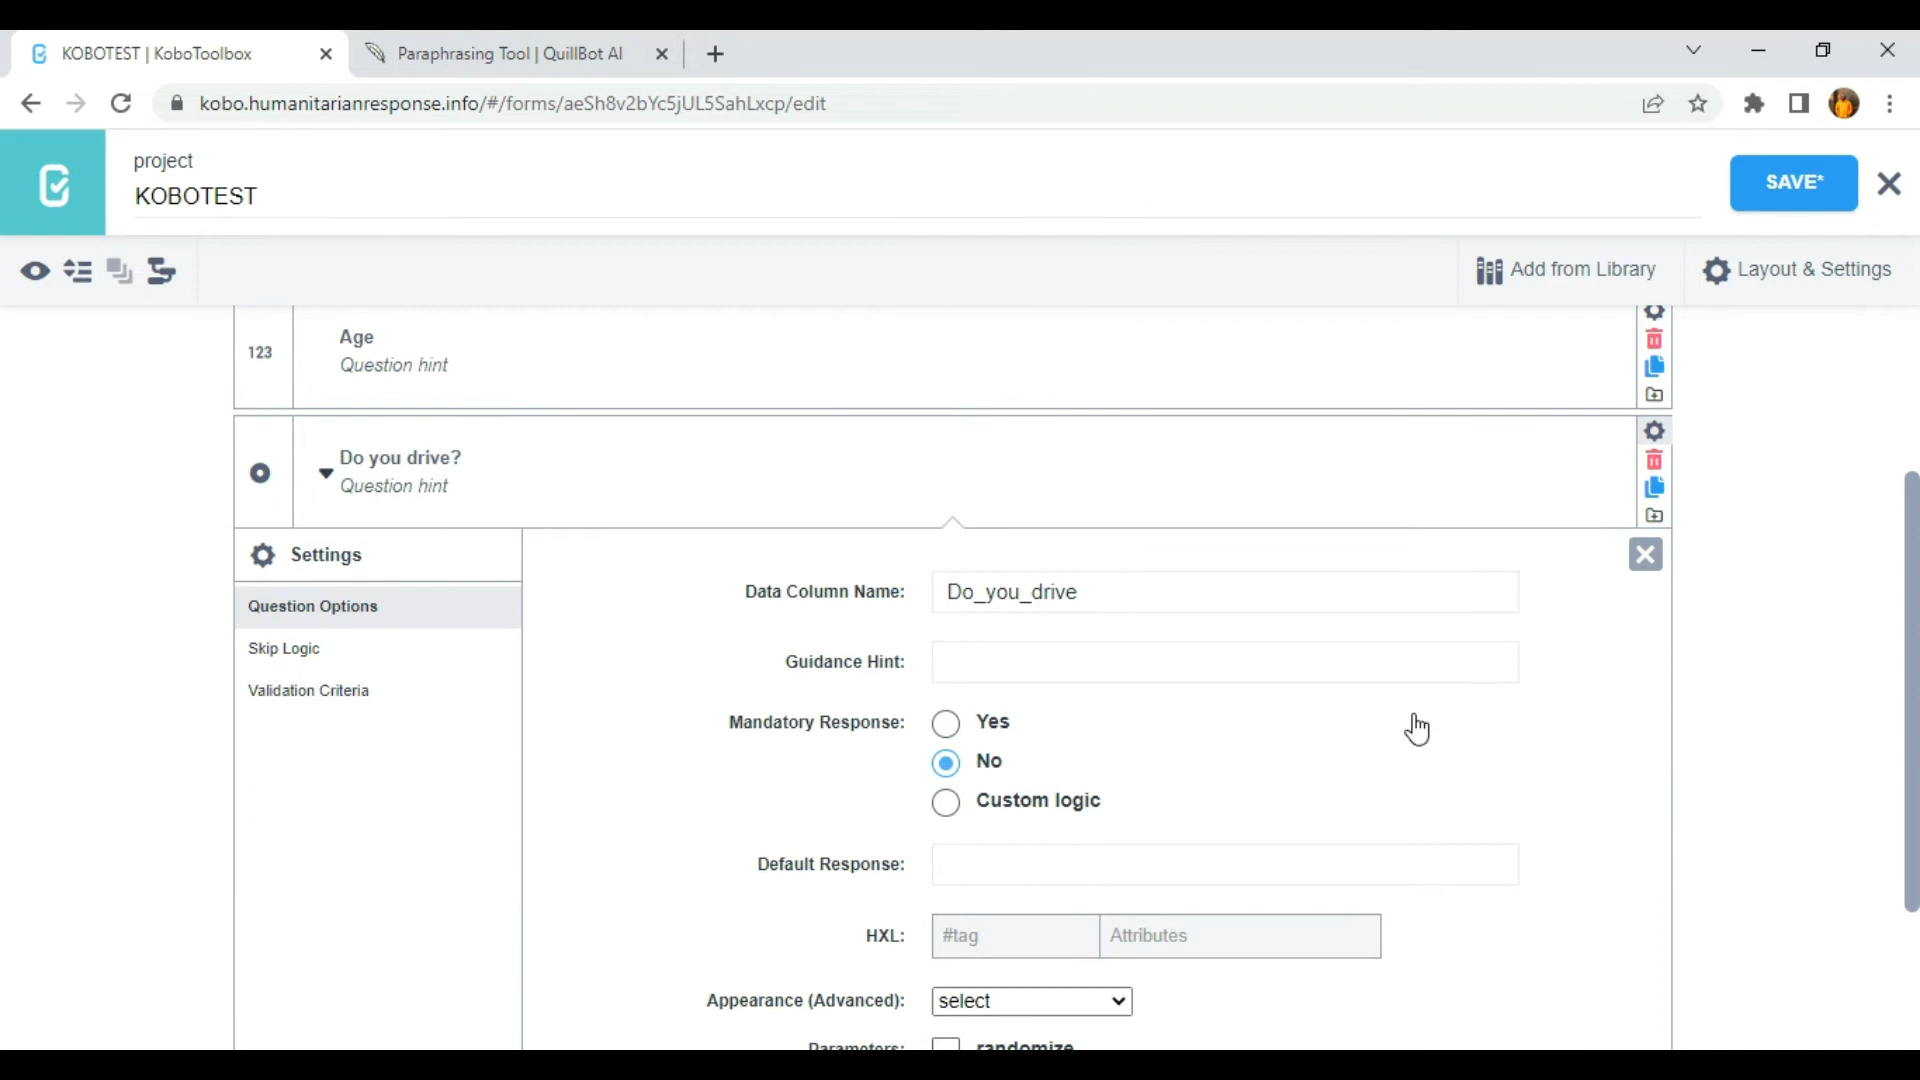 KOBOTEST | KoboToolbox
Paraphrasing Tool | QuillBot AI
kobo.humanitarianresponse.info/#/forms/aeSh8v2bYc5jUL5SahLxcp/edit
project
KOBOTEST
SAVE*
Add from Library
Layout & Settings
123
Age
Question hint
Do you drive?
Question hint
Settings
Question Options
Skip Logic
Validation Criteria
Data Column Name:
Do_you_drive
Guidance Hint:
Mandatory Response:
Yes
No
Custom logic
Default Response:
HXL:
#tag
Attributes
Appearance (Advanced):
select
Parameters:
randomize